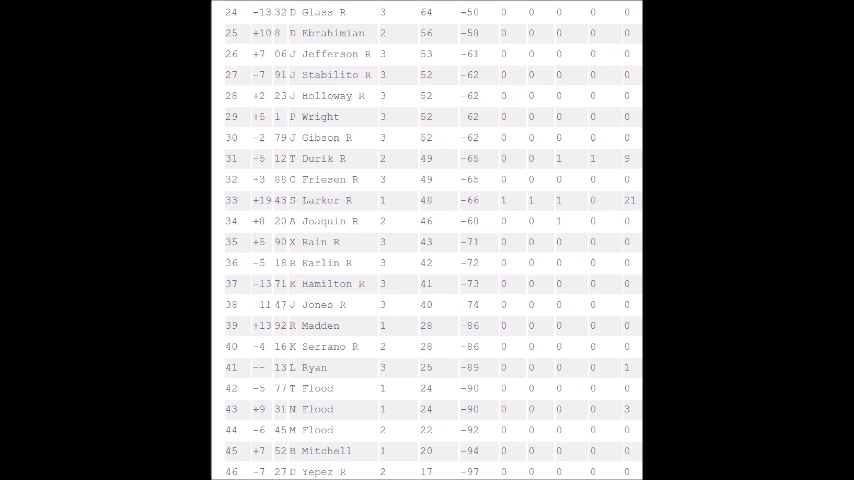 24 -13 32 D Glass R 3 64 -50 0 0 0 0 0
25 +10 8 D Ebrahimian 2 56 -58 0 0 0 0 0
26 +7 06 J Jefferson R 3 53 -61 0 0 0 0 0
27 -7 91 J Stabilito R 3 52 -62 0 0 0 0 0
28 +2 23 J Holloway R 3 52 -62 0 0 0 0 0
29 +5 1 P Wright 3 52 62 0 0 0 0 0
30 -2 79 J Gibson R 3 52 -62 0 0 0 0 0
31 -5 12 T Durik R 2 49 -65 0 0 1 1 9
32 -3 88 C Friesen R 3 49 -65 0 0 0 0 0
33 +19 43 S Larker R 1 48 -66 1 1 1 0 21
34 +8 20 A Joaquin R 2 46 -68 0 0 1 0 0
35 +5 90 X Rain R 3 43 -71 0 0 0 0 0
36 -5 18 R Karlin R 3 42 -72 0 0 0 0 0
37 -13 71 K Hamilton R 3 41 -73 0 0 0 0 0
38 11 47 J Jones R 3 40 74 0 0 0 0 0
39 +13 92 R Madden 1 28 -86 0 0 0 0 0
40 -4 16 K Serrano R 2 28 -86 0 0 0 0 0
41 -- 13 L Ryan 3 25 -89 0 0 0 0 1
42 -5 77 T Flood 1 24 -90 0 0 0 0 0
43 +9 31 N Flood 1 24 -90 0 0 0 0 3
44 -6 45 M Flood 2 22 -92 0 0 0 0 0
45 +7 52 B Mitchell 1 20 -94 0 0 0 0 0
46 -7 27 D Yepez R 2 17 -97 0 0 0 0 0